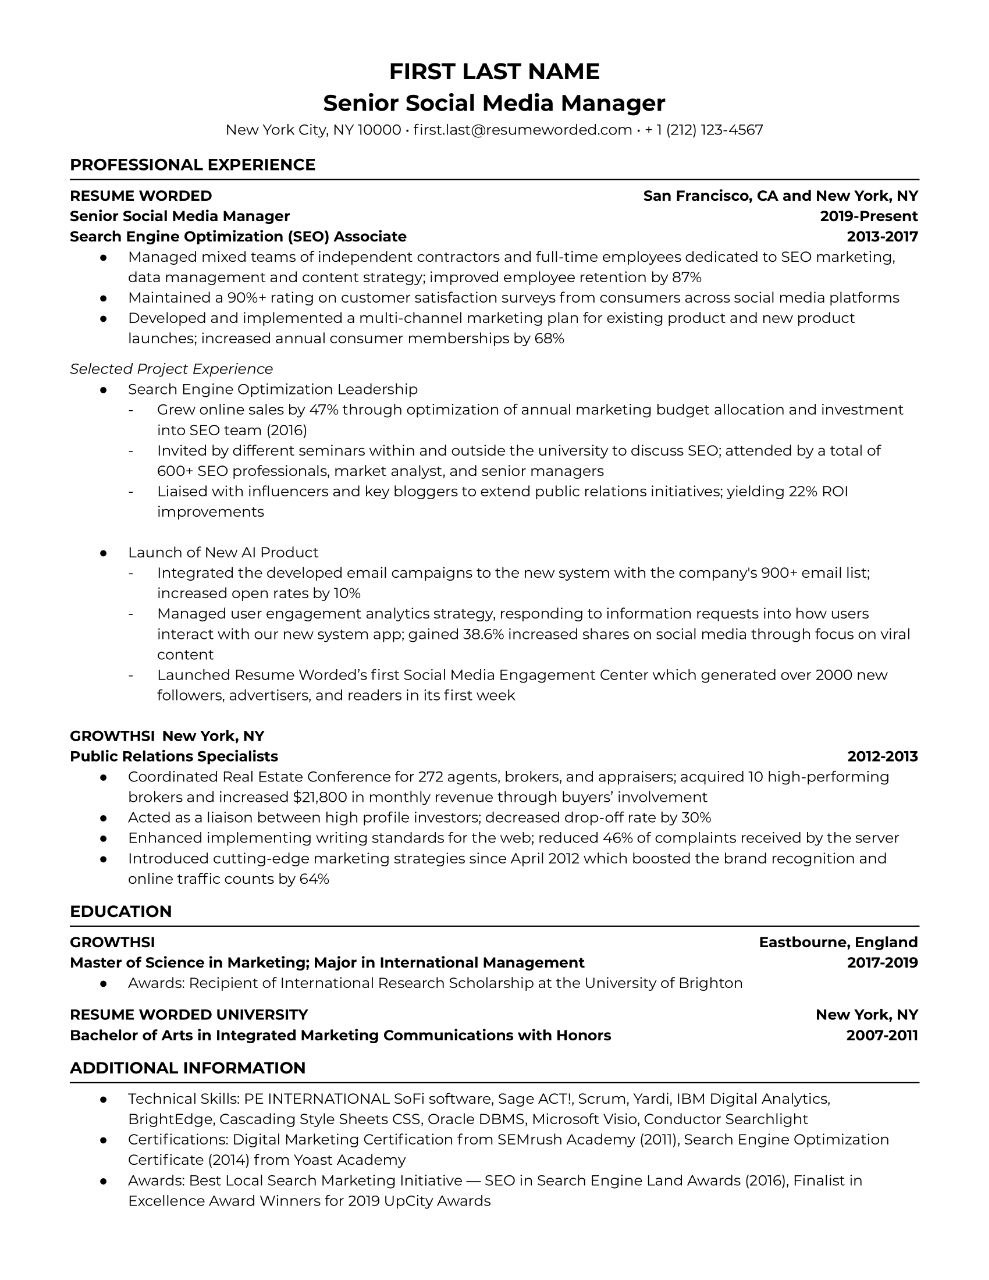 FIRST LAST NAME
Senior Social Media Manager
New York City, NY 10000 • first.last@resumeworded.com • + 1 (212) 123-4567
PROFESSIONAL EXPERIENCE
RESUME WORDED San Francisco, CA and New York, NY
Senior Social Media Manager 2019-Present
Search Engine Optimization (SEO) Associate 2013-2017
● Managed mixed teams of independent contractors and full-time employees dedicated to SEO marketing,
data management and content strategy; improved employee retention by 87%
● Maintained a 90%+ rating on customer satisfaction surveys from consumers across social media platforms
● Developed and implemented a multi-channel marketing plan for existing product and new product
launches; increased annual consumer memberships by 68%
Selected Project Experience
● Search Engine Optimization Leadership
- Grew online sales by 47% through optimization of annual marketing budget allocation and investment
into SEO team (2016)
- Invited by different seminars within and outside the university to discuss SEO; attended by a total of
600+ SEO professionals, market analyst, and senior managers
- Liaised with influencers and key bloggers to extend public relations initiatives; yielding 22% ROI
improvements
● Launch of New AI Product
- Integrated the developed email campaigns to the new system with the company's 900+ email list;
increased open rates by 10%
- Managed user engagement analytics strategy, responding to information requests into how users
interact with our new system app; gained 38.6% increased shares on social media through focus on viral
content
- Launched Resume Worded’s first Social Media Engagement Center which generated over 2000 new
followers, advertisers, and readers in its first week
GROWTHSI New York, NY
Public Relations Specialists 2012-2013
● Coordinated Real Estate Conference for 272 agents, brokers, and appraisers; acquired 10 high-performing
brokers and increased $21,800 in monthly revenue through buyers’ involvement
● Acted as a liaison between high profile investors; decreased drop-off rate by 30%
● Enhanced implementing writing standards for the web; reduced 46% of complaints received by the server
● Introduced cutting-edge marketing strategies since April 2012 which boosted the brand recognition and
online traffic counts by 64%
EDUCATION
GROWTHSI Eastbourne, England
Master of Science in Marketing; Major in International Management 2017-2019
● Awards: Recipient of International Research Scholarship at the University of Brighton
RESUME WORDED UNIVERSITY New York, NY
Bachelor of Arts in Integrated Marketing Communications with Honors 2007-2011
ADDITIONAL INFORMATION
● Technical Skills: PE INTERNATIONAL SoFi software, Sage ACT!, Scrum, Yardi, IBM Digital Analytics,
BrightEdge, Cascading Style Sheets CSS, Oracle DBMS, Microsoft Visio, Conductor Searchlight
● Certifications: Digital Marketing Certification from SEMrush Academy (2011), Search Engine Optimization
Certificate (2014) from Yoast Academy
● Awards: Best Local Search Marketing Initiative — SEO in Search Engine Land Awards (2016), Finalist in
Excellence Award Winners for 2019 UpCity Awards